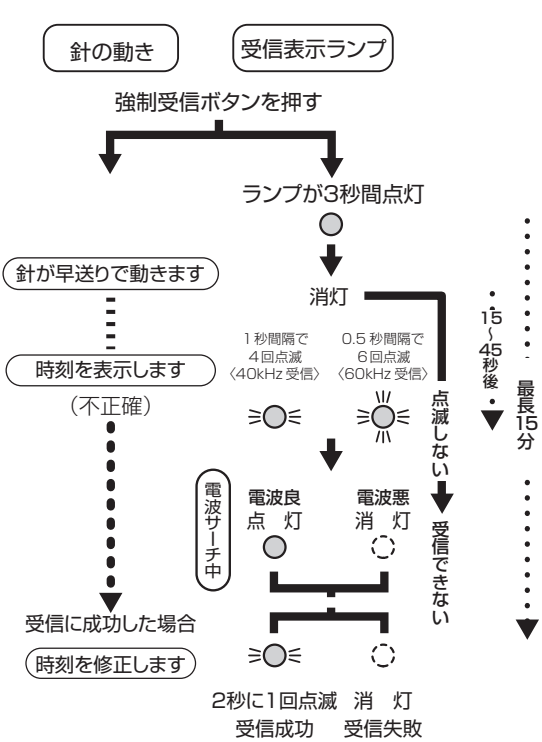 針の動き
受信表示ランプ
強制受信ボタンを押す
ランプが3秒間点灯
針が早送りで動きます
消灯
15〜45秒後
最長15分
1秒間隔で
4回点滅
〈40kHz受信〉
0.5秒間隔で
6回点滅
〈60kHz受信〉
時刻を表示します
（不正確）
点滅しない
受信できない
電波サーチ中
電波良
点　灯
電波悪
消　灯
受信に成功した場合
時刻を修正します
2秒に1回点滅
受信成功
消　灯
受信失敗